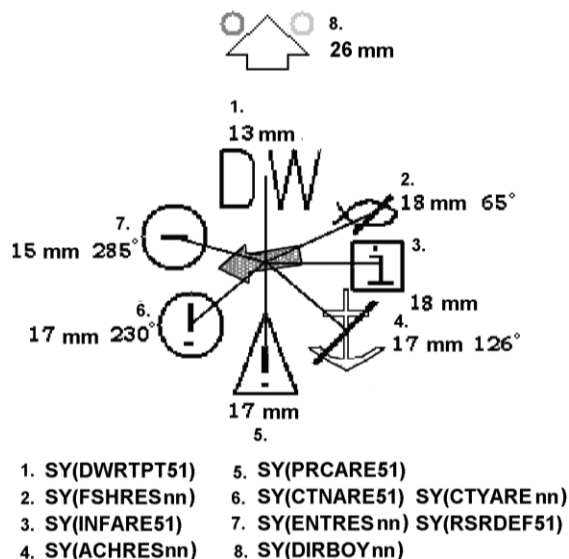 8.
26 mm
1.
13 mm
DW
2.
18 mm 65°
7.
15 mm 285°
3.
i
18 mm
6.
!
17 mm 230°
4.
17 mm 126°
!
17 mm
5.
1. SY(DWRTPT51)
2. SY(FSHRESnn)
3. SY(INFARE51)
4. SY(ACHRESnn)
5. SY(PRCARE51)
6. SY(CTNARE51) SY(CTYAREnn)
7. SY(ENTRESnn) SY(RSRDEF51)
8. SY(DIRBOYnn)